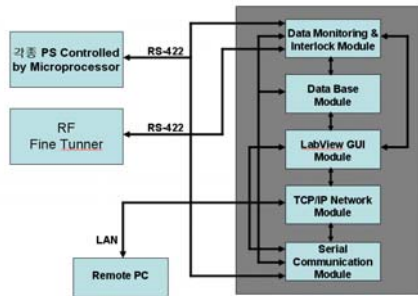 각종 PS Controlled
by Microprocessor
RS-422
RF
Fine Tunner
RS-422
LAN
Remote PC
Data Monitoring &
Interlock Module
Data Base
Module
LabView GUI
Module
TCP/IP Network
Module
Serial
Communication
Module